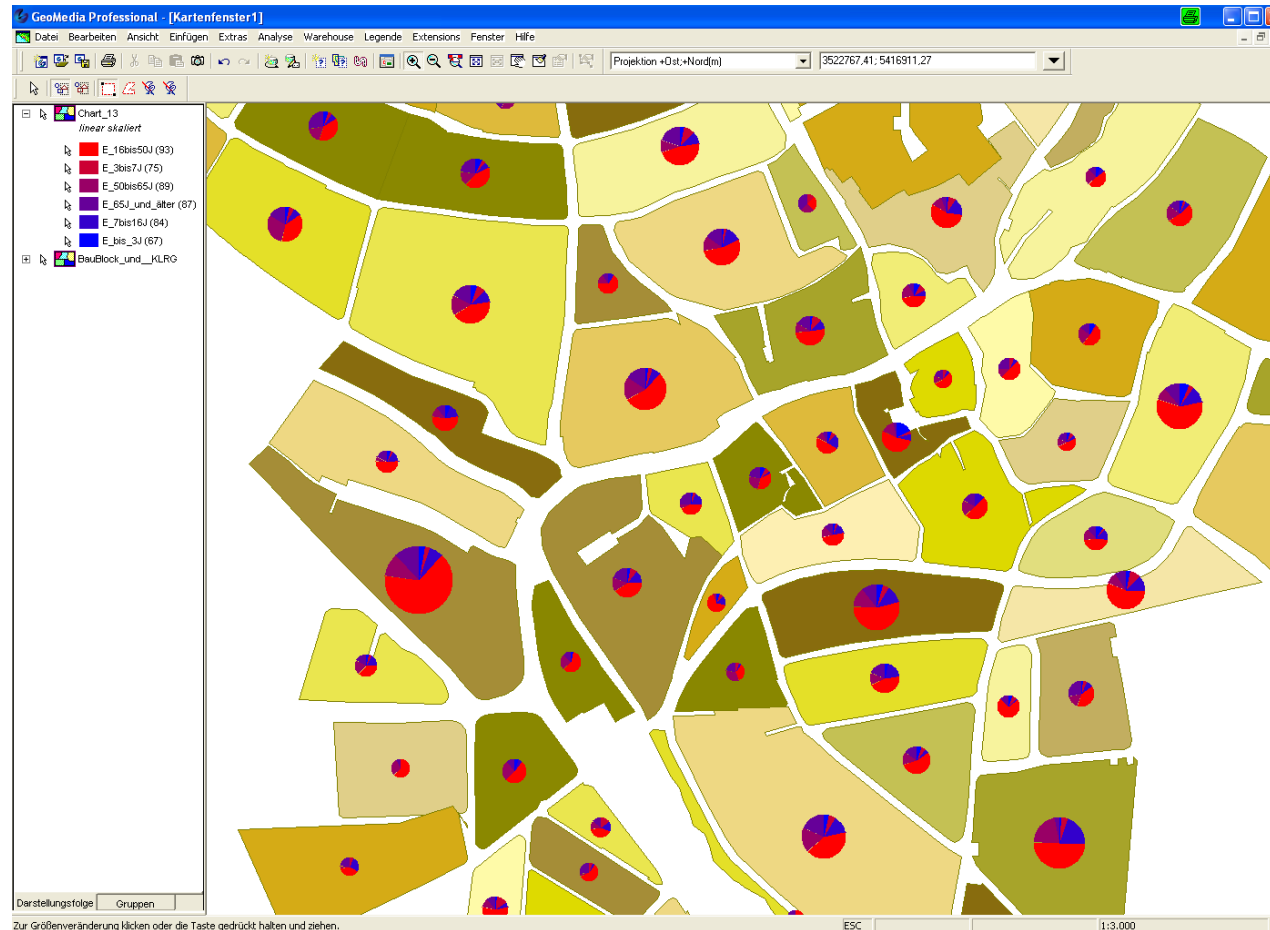 GeoMedia Professional - [Kartenfenster1]
Datei Bearbeiten Ansicht Einfügen Extras Analyse Warehouse Legende Extensions Fenster Hilfe
Projektion +Ost;+Nord(m) 3522767,41; 5416911,27
Chart_13
linear skaliert
E_16bis50J (93)
E_3bis7J (75)
E_50bis65J (89)
E_65J_und_älter (87)
E_7bis16J (84)
E_bis_3J (67)
BauBlock_und__KLRG
Darstellungsfolge Gruppen
Zur Größenveränderung klicken oder die Taste gedrückt halten und ziehen. ESC 1:3.000